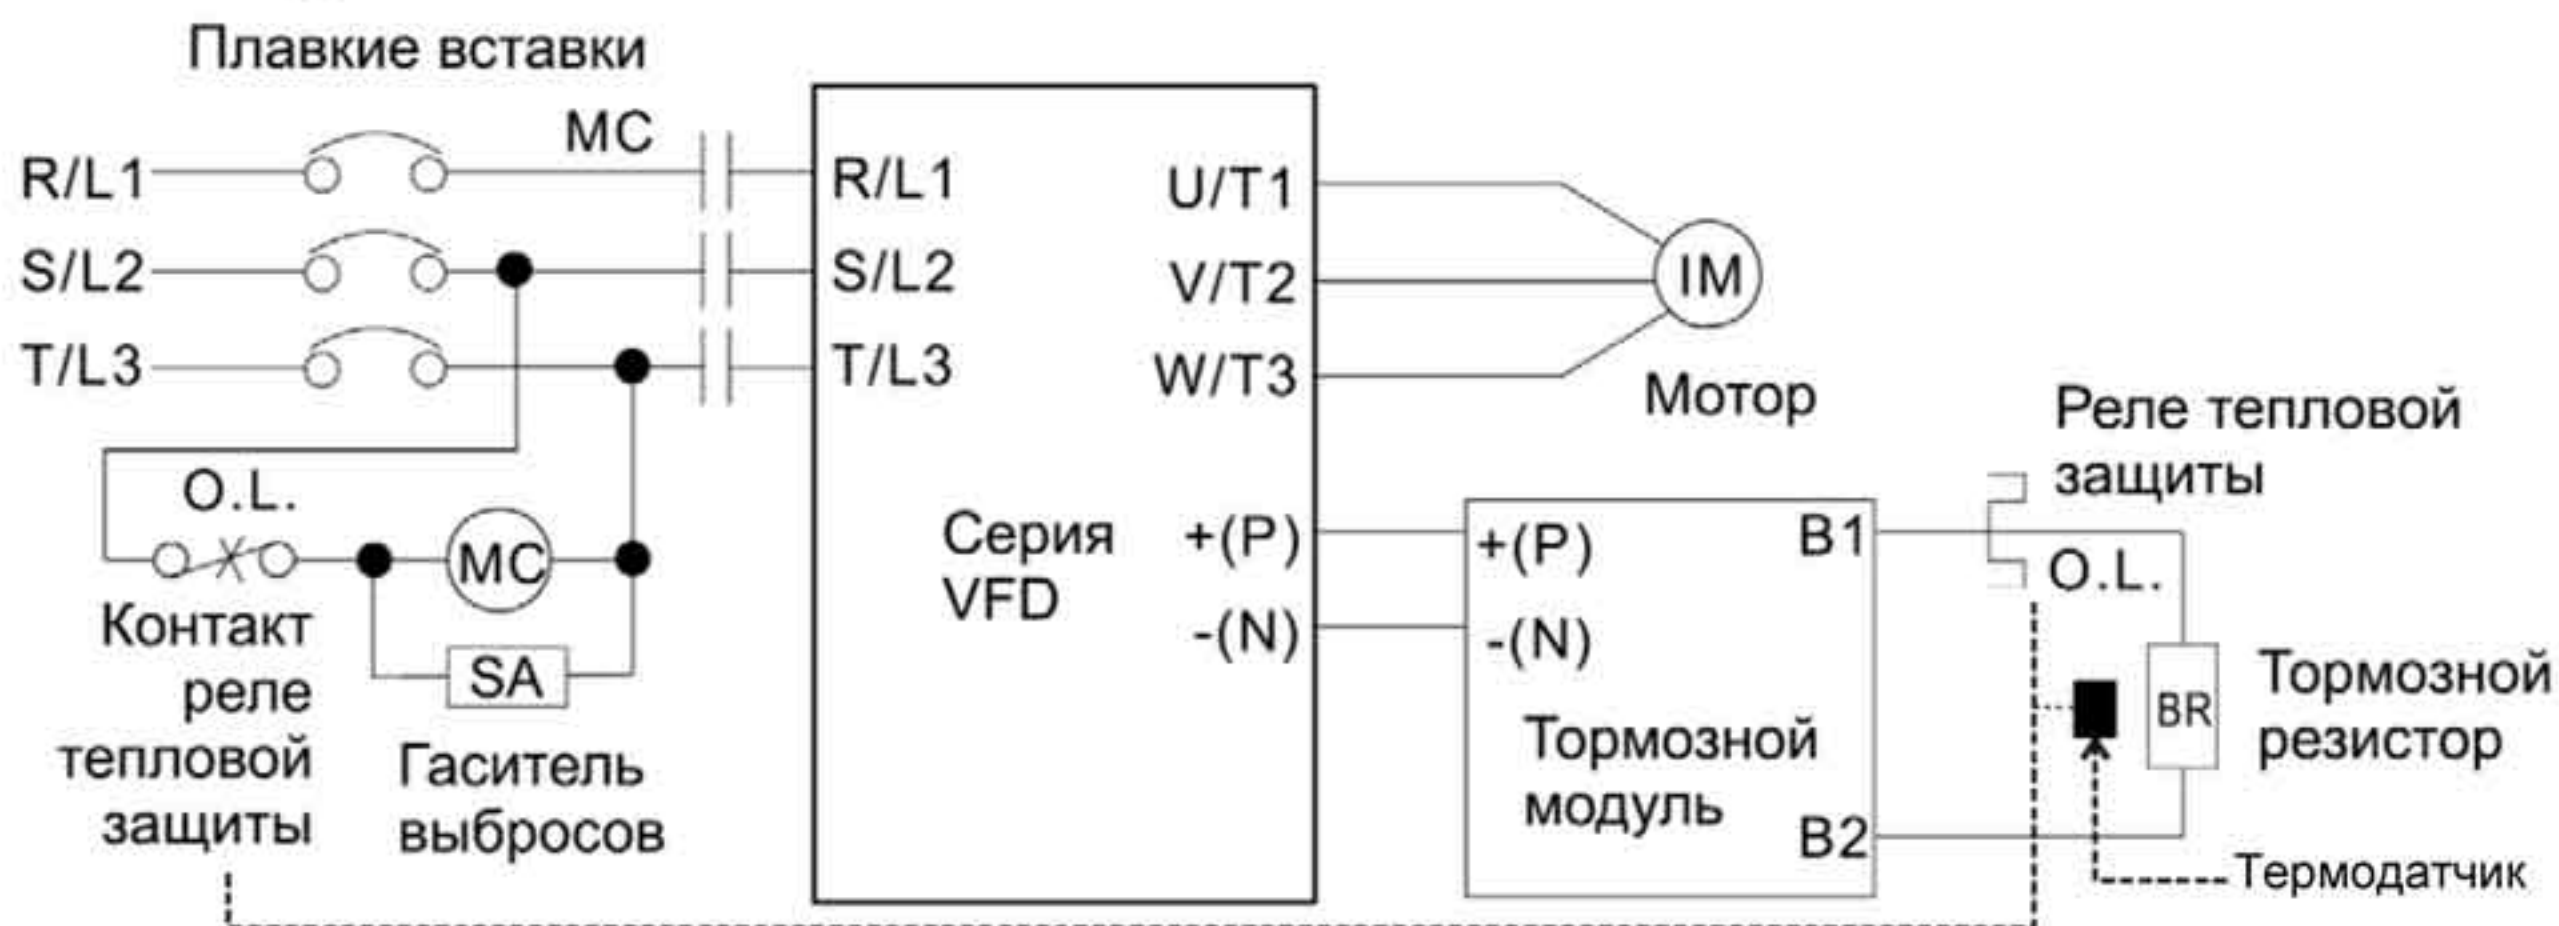 Плавкие вставки
MC
R/L1
R/L1
U/T1
S/L2
S/L2
V/T2
IM
T/L3
T/L3
W/T3
Мотор
Реле тепловой
защиты
O.L.
O.L.
MC
Контакт
реле
тепловой
защиты
SA
Гаситель
выбросов
Серия
VFD
+(P)
-(N)
+(P)
-(N)
B1
B2
Тормозной
модуль
BR
Тормозной
резистор
Термодатчик